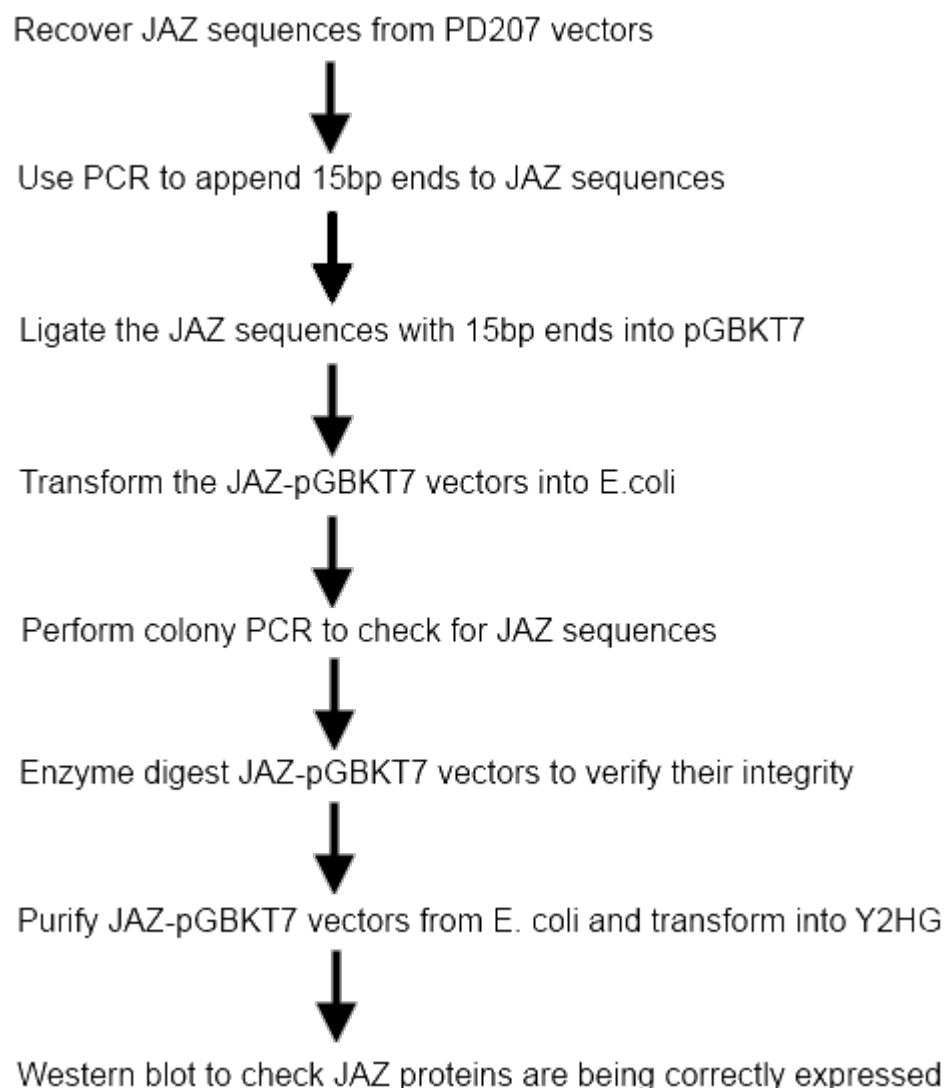 Recover JAZ sequences from PD207 vectors
Use PCR to append 15bp ends to JAZ sequences
Ligate the JAZ sequences with 15bp ends into pGBKT7
Transform the JAZ-pGBKT7 vectors into E.coli
Perform colony PCR to check for JAZ sequences
Enzyme digest JAZ-pGBKT7 vectors to verify their integrity
Purify JAZ-pGBKT7 vectors from E. coli and transform into Y2HG
Western blot to check JAZ proteins are being correctly expressed